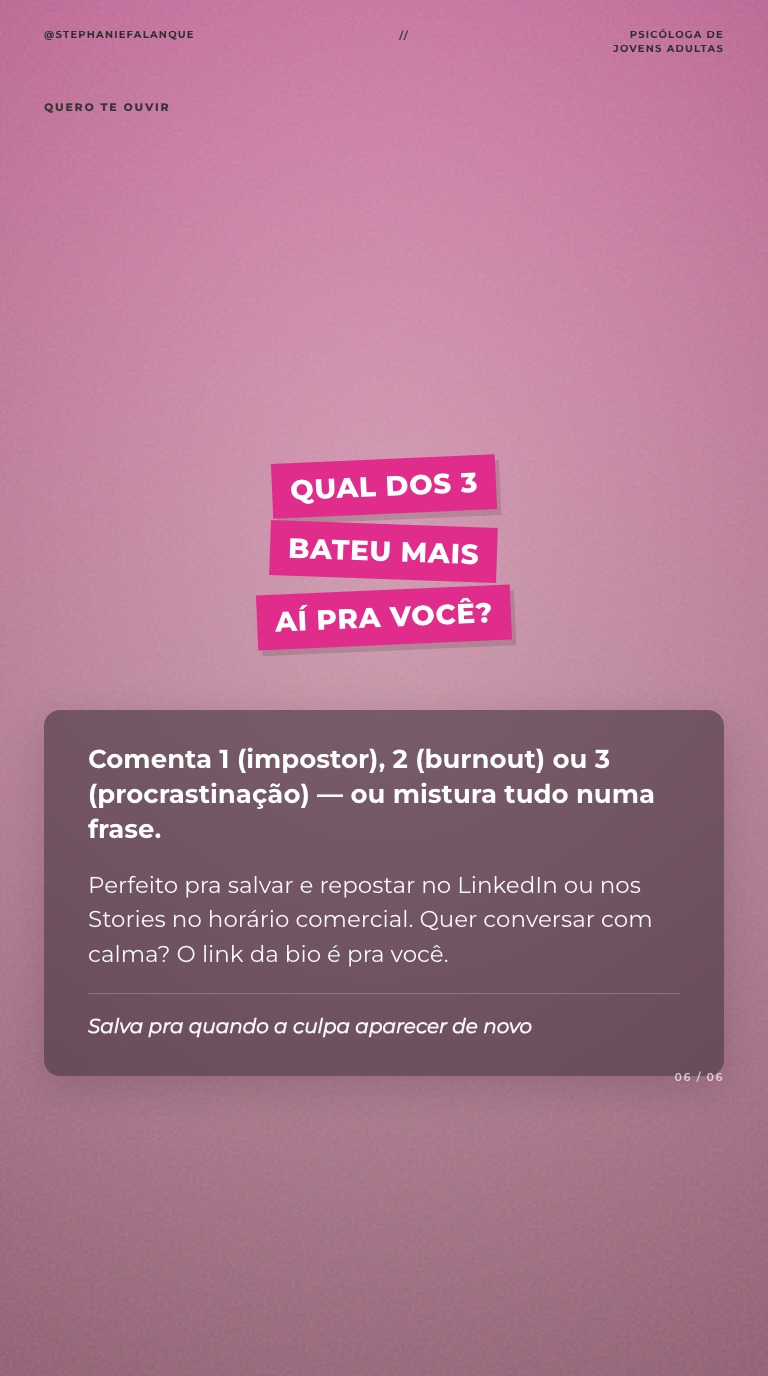 @STEPHANIEFALANQUE
//
PSICÓLOGA DE
JOVENS ADULTAS
QUERO TE OUVIR
QUAL DOS 3
BATEU MAIS
AÍ PRA VOCÊ?
Comenta 1 (impostor), 2 (burnout) ou 3
(procrastinação) — ou mistura tudo numa
frase.
Perfeito pra salvar e repostar no LinkedIn ou nos
Stories no horário comercial. Quer conversar com
calma? O link da bio é pra você.
Salva pra quando a culpa aparecer de novo
06 / 06